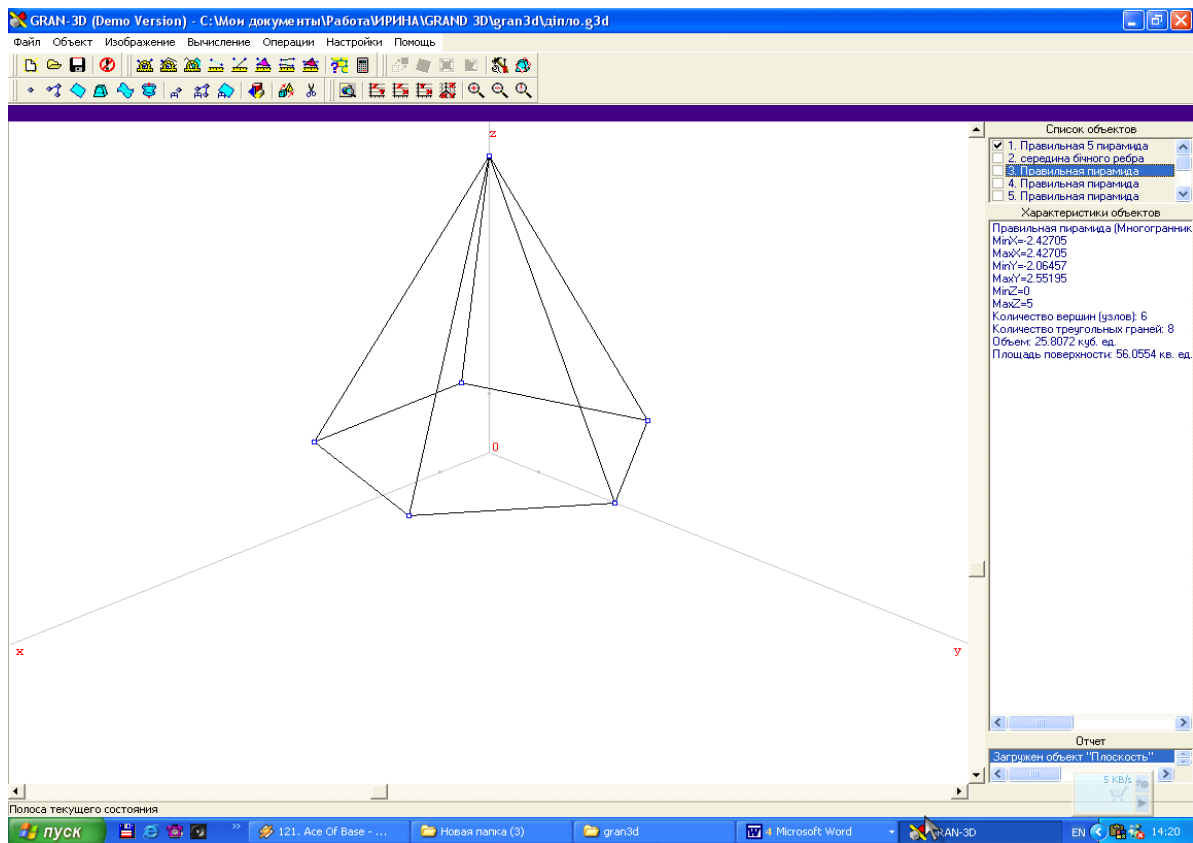 GRAN-3D (Demo Version) - C:\Мои документы\Работа\ИРИНА\GRAND 3D\gran3d\діпло.g3d
Файл Объект Изображение Вычисление Операции Настройки Помощь
z
0
x
y
Список объектов
1. Правильная 5 пирамида
2. середина бічного ребра
3. Правильная пирамида
4. Правильная пирамида
5. Правильная пирамида
Характеристики объектов
Правильная пирамида (Многогранник
MinX=-2.42705
MaxX=2.42705
MinY=-2.06457
MaxY=2.55195
MinZ=0
MaxZ=5
Количество вершин (узлов): 6
Количество треугольных граней: 8
Объем: 25.8072 куб. ед.
Площадь поверхности: 56.0554 кв. ед.
Отчет
Загружен объект "Плоскость"
5 KB/s
Полоса текущего состояния
пуск
121. Ace Of Base - ...
Новая папка (3)
gran3d
4 Microsoft Word
RAN-3D
EN
14:20